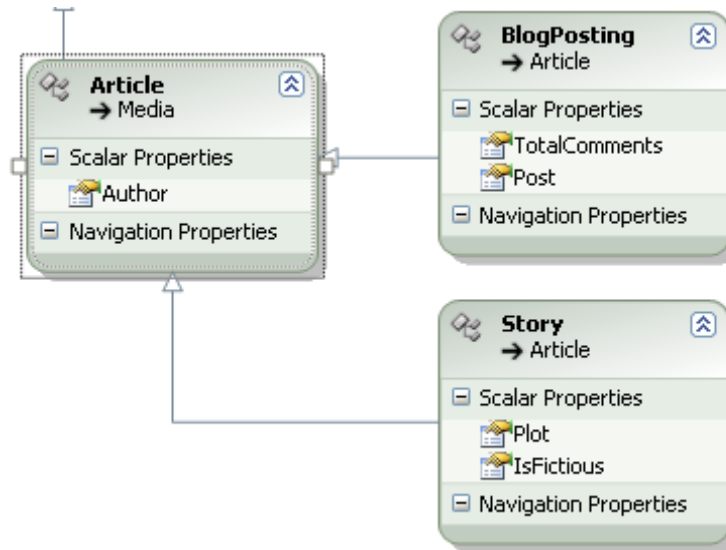 Article
→ Media
Scalar Properties
Author
Navigation Properties
BlogPosting
→ Article
Scalar Properties
TotalComments
Post
Navigation Properties
Story
→ Article
Scalar Properties
Plot
IsFictious
Navigation Properties